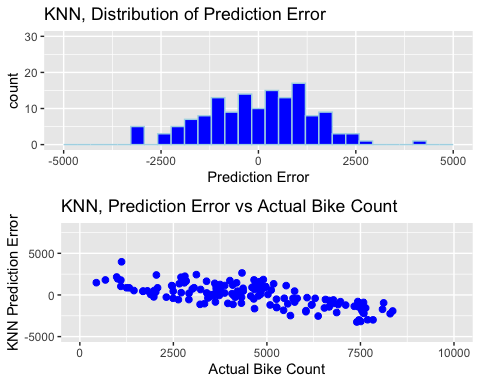 KNN, Distribution of Prediction Error
30
20
10
0
count
-5000 -2500 0 2500 5000
Prediction Error
KNN, Prediction Error vs Actual Bike Count
5000
0
-5000
KNN Prediction Error
0 2500 5000 7500 10000
Actual Bike Count